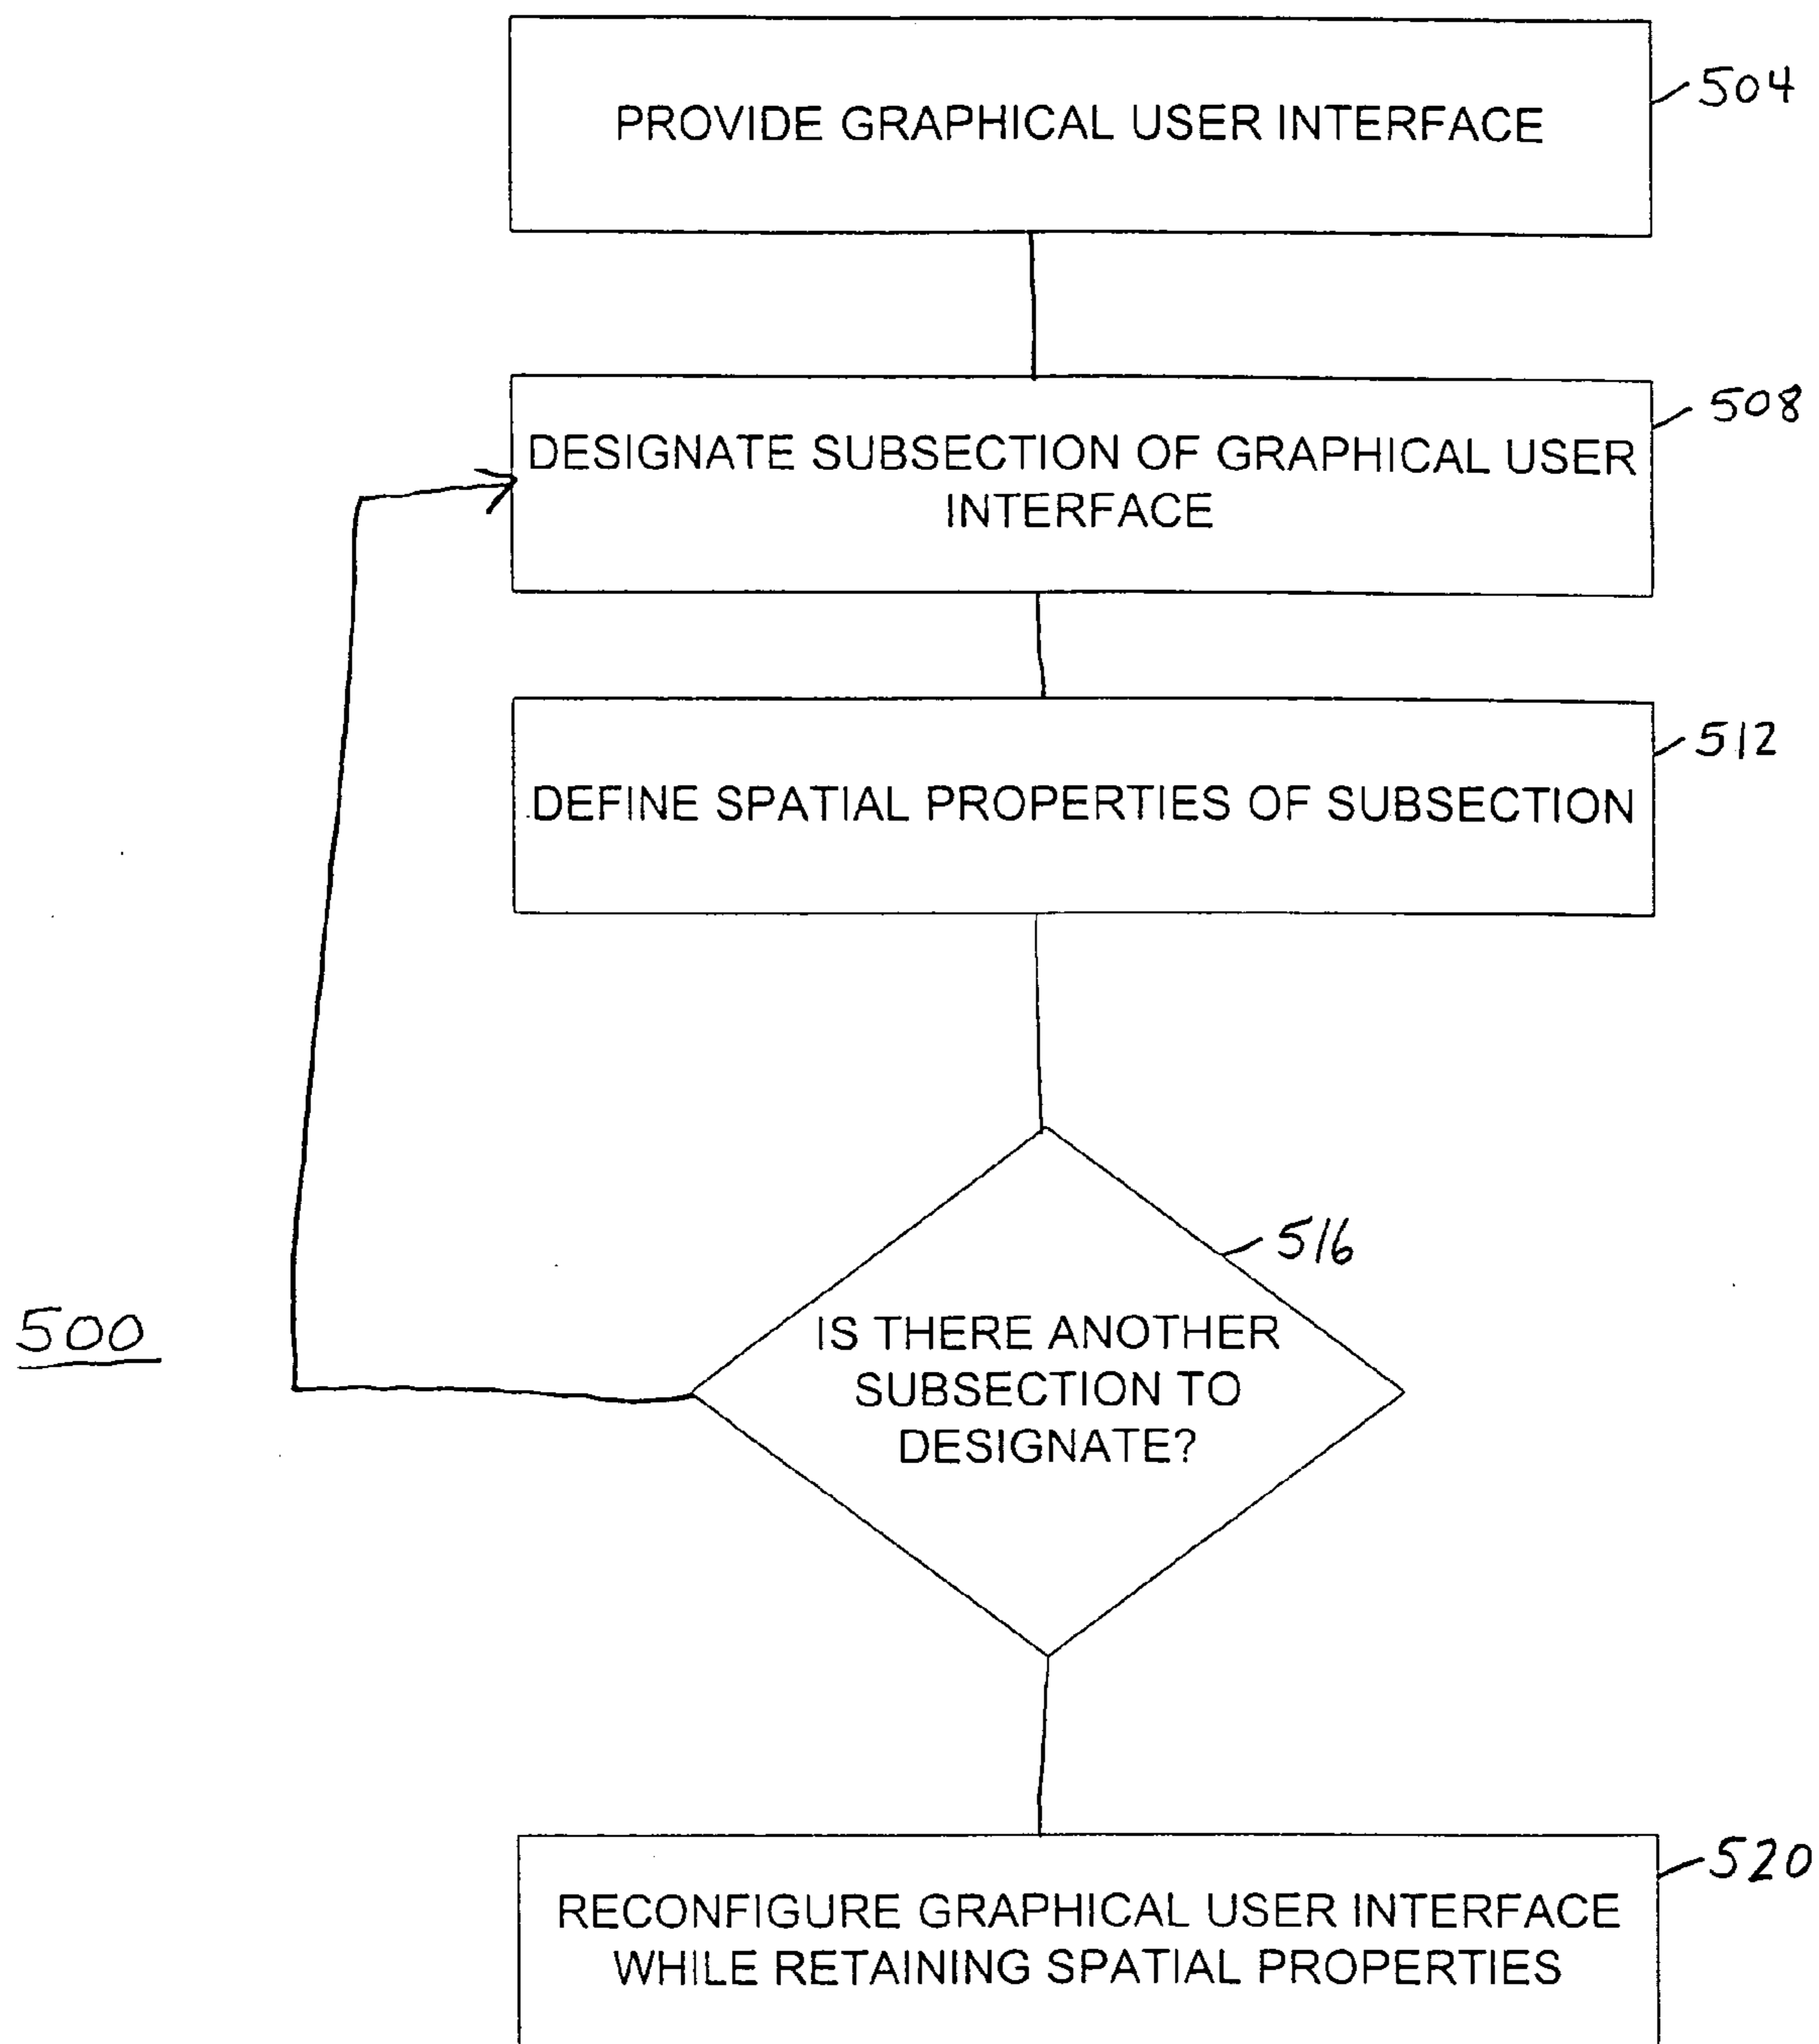 PROVIDE GRAPHICAL USER INTERFACE
504
DESIGNATE SUBSECTION OF GRAPHICAL USER
INTERFACE
508
DEFINE SPATIAL PROPERTIES OF SUBSECTION
512
516
IS THERE ANOTHER
SUBSECTION TO
DESIGNATE?
500
RECONFIGURE GRAPHICAL USER INTERFACE
WHILE RETAINING SPATIAL PROPERTIES
520